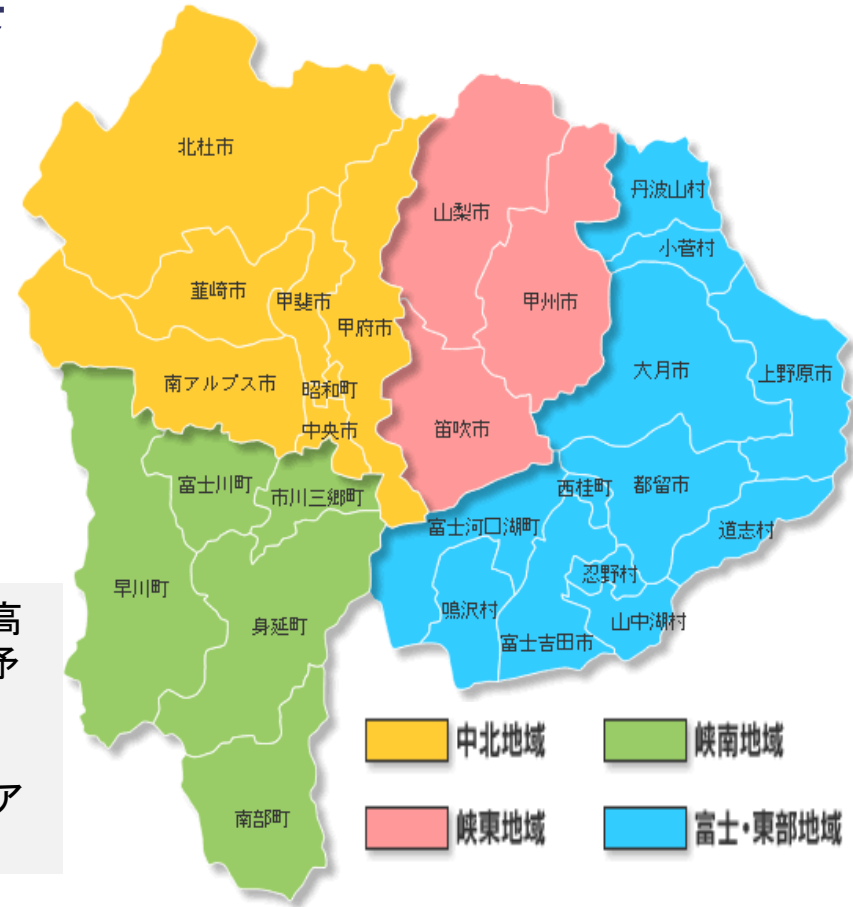 北杜市
丹波山村
山梨市
小菅村
韮崎市
甲斐市
甲州市
甲府市
大月市
上野原市
南アルプス市
昭和町
中央市
笛吹市
富士川町
市川三郷町
西桂町
都留市
富士河口湖町
道志村
早川町
忍野村
鳴沢村
身延町
山中湖村
富士吉田市
高
予
ア
南部町
中北地域
峡南地域
峡東地域
富士・東部地域